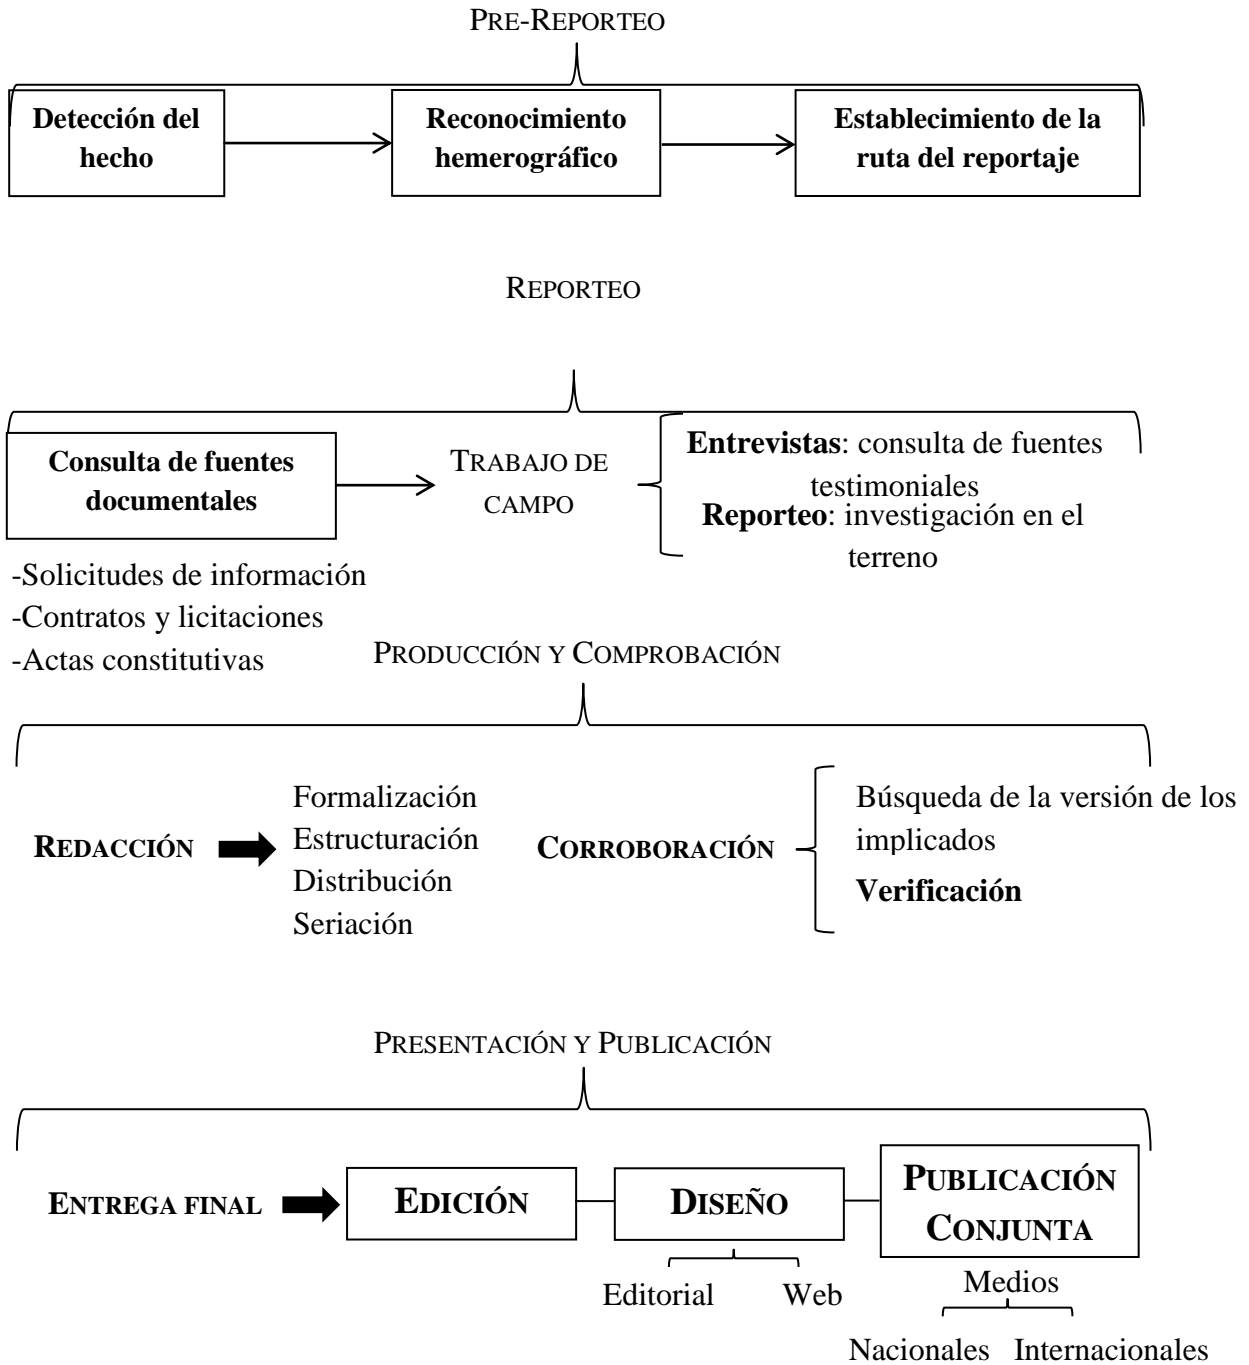 PRE-REPORTEO
Detección del
hecho
Reconocimiento
hemerográfico
Establecimiento de la
ruta del reportaje
REPORTEO
Consulta de fuentes
documentales
TRABAJO DE
CAMPO
Entrevistas: consulta de fuentes
testimoniales
Reporteo: investigación en el
terreno
-Solicitudes de información
-Contratos y licitaciones
-Actas constitutivas
PRODUCCIÓN Y COMPROBACIÓN
REDACCIÓN
Formalización
Estructuración
Distribución
Seriación
CORROBORACIÓN
Búsqueda de la versión de los
implicados
Verificación
PRESENTACIÓN Y PUBLICACIÓN
ENTREGA FINAL
EDICIÓN
DISEÑO
PUBLICACIÓN
CONJUNTA
Editorial
Web
Medios
Nacionales
Internacionales